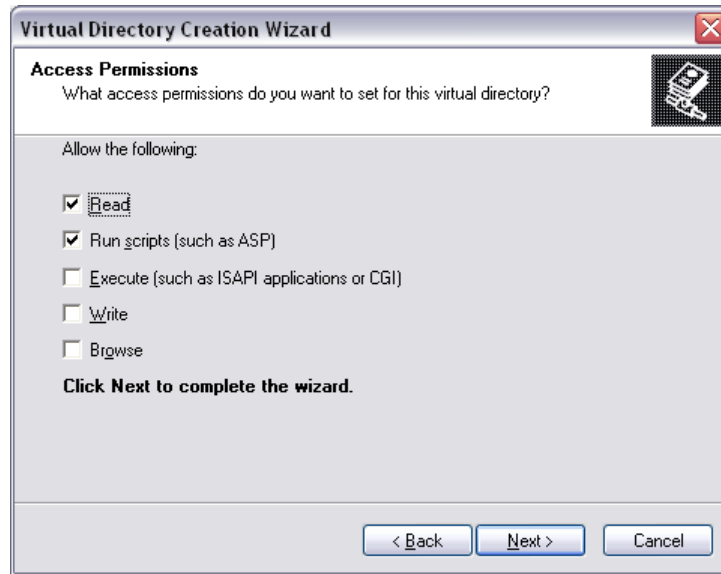 Virtual Directory Creation Wizard
Access Permissions
What access permissions do you want to set for this virtual directory?
Allow the following:
Read
Run scripts (such as ASP)
Execute (such as ISAPI applications or CGI)
Write
Browse
Click Next to complete the wizard.
< Back Next > Cancel